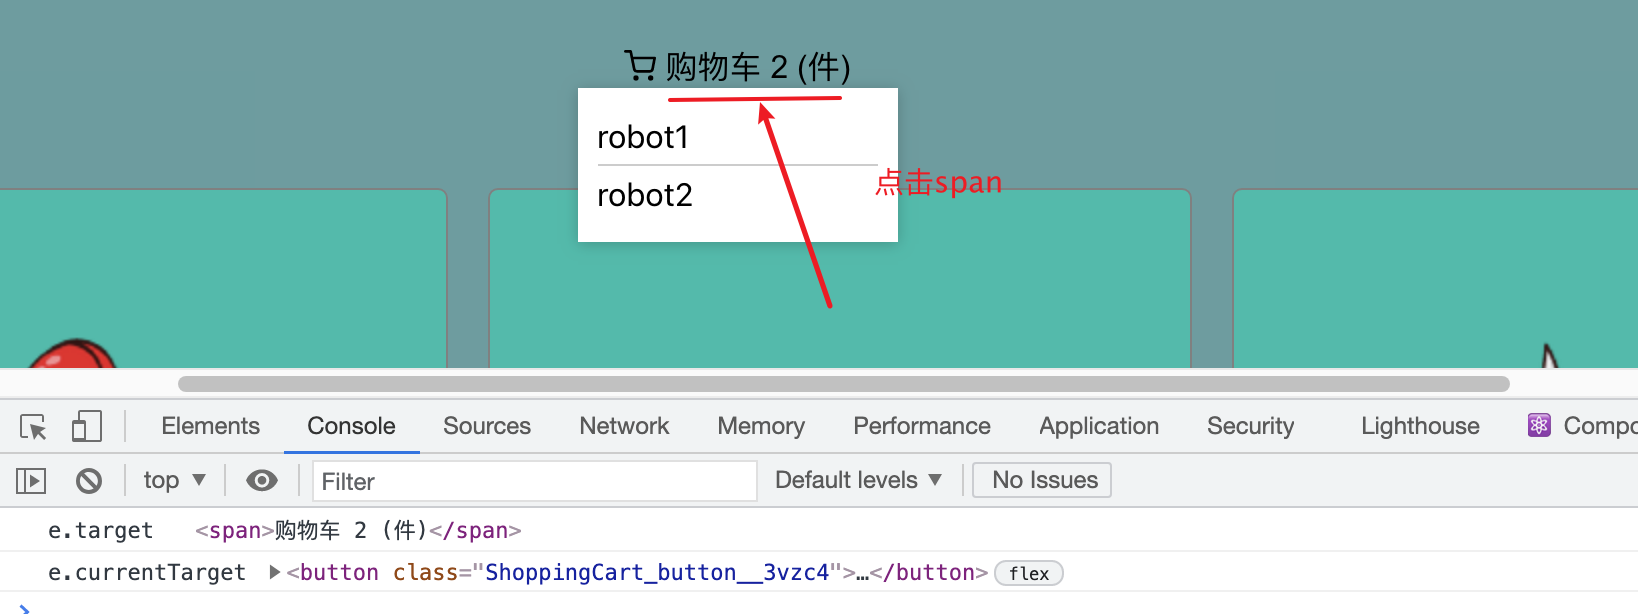 购物车 2 (件)
robot1
点击span
robot2
Elements Console Sources Network Memory Performance Application Security Lighthouse Compo
top Filter Default levels No Issues
e.target <span>购物车 2 (件)</span>
e.currentTarget <button class="ShoppingCart_button__3vzc4">…</button> flex